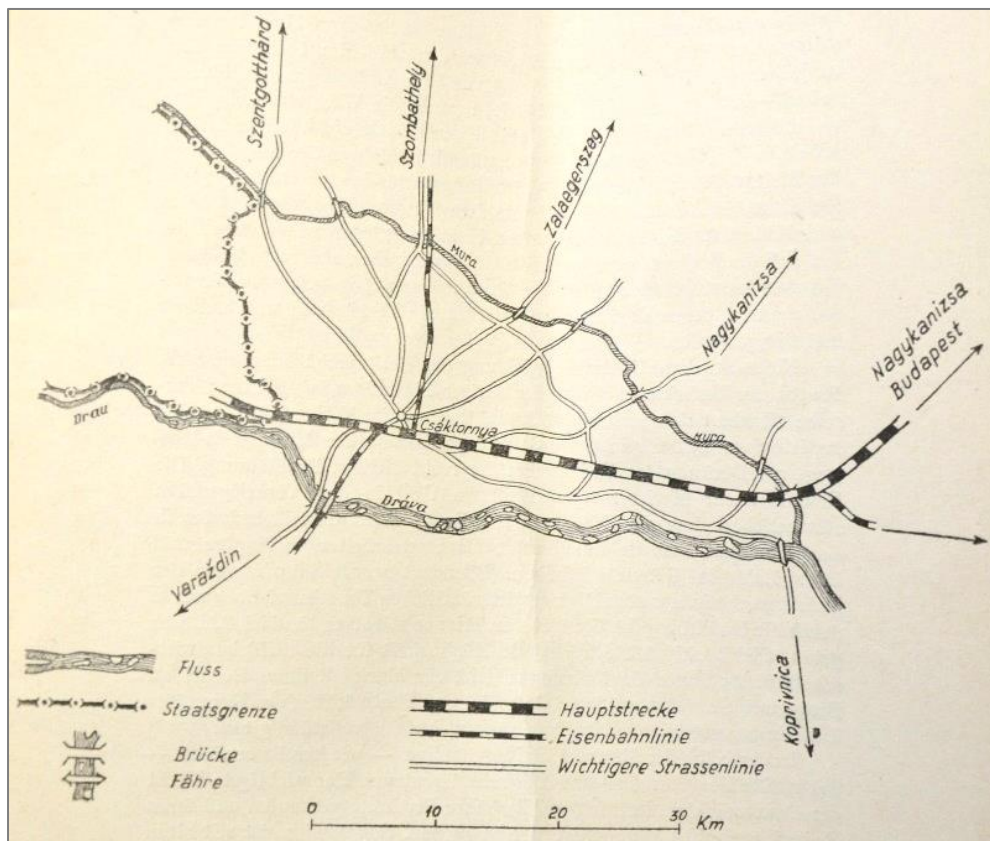 Szentgotthárd
Szombathely
Zalaegerszeg
Mura
Nagykanizsa
Nagykanizsa
Budapest
Drau
Csáktornya
Mura
Dráva
Varaždin
Koprivnica
Fluss
Staatsgrenze
Brücke
Fähre
Hauptstrecke
Eisenbahnlinie
Wichtigere Strassenlinie
0 10 20 30 Km